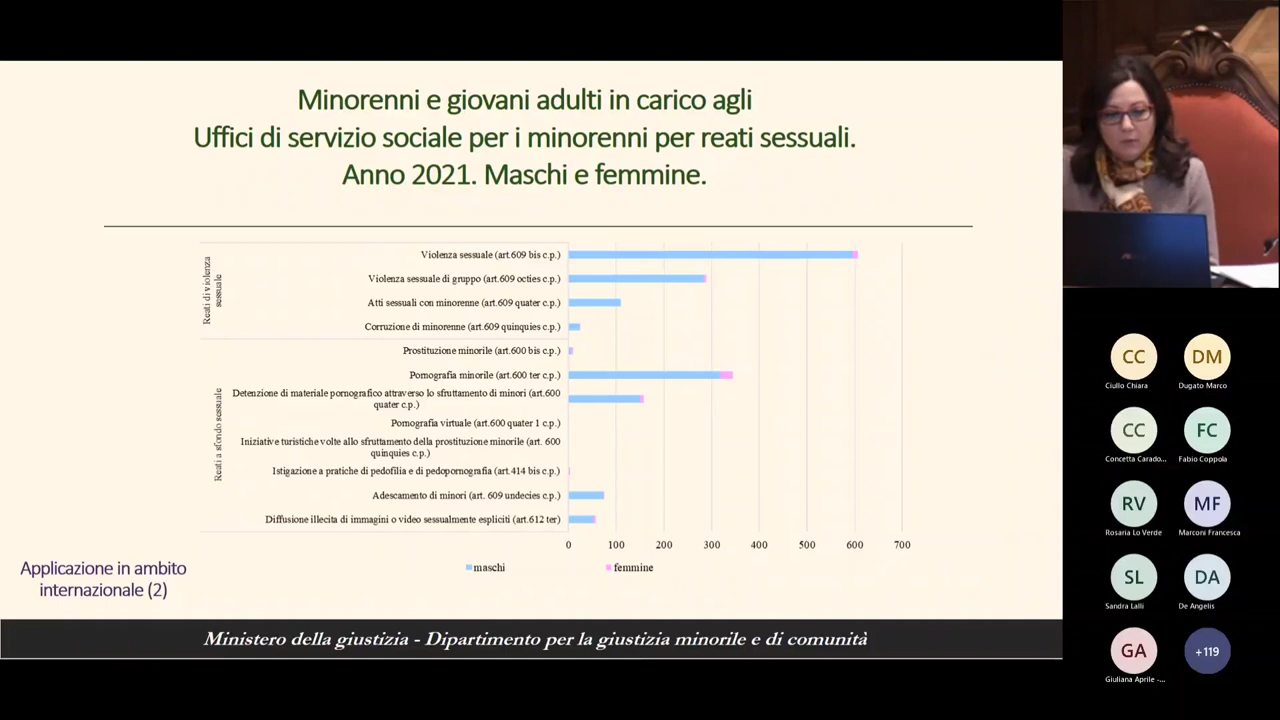 Minorenni e giovani adulti in carico agli
Uffici di servizio sociale per i minorenni per reati sessuali.
Anno 2021. Maschi e femmine.
Reati di violenza
sessuale
Violenza sessuale (art.609 bis c.p.)
Violenza sessuale di gruppo (art.609 octies c.p.)
Atti sessuali con minorenne (art.609 quater c.p.)
Corruzione di minorenne (art.609 quinquies c.p.)
Reati a sfondo sessuale
Prostituzione minorile (art.600 bis c.p.)
Pornografia minorile (art.600 ter c.p.)
Detenzione di materiale pornografico attraverso lo sfruttamento di minori (art.600
quater c.p.)
Pornografia virtuale (art.600 quater 1 c.p.)
Iniziative turistiche volte allo sfruttamento della prostituzione minorile (art. 600
quinquies c.p.)
Istigazione a pratiche di pedofilia e di pedopornografia (art.414 bis c.p.)
Adescamento di minori (art. 609 undecies c.p.)
Diffusione illecita di immagini o video sessualmente espliciti (art.612 ter)
0 100 200 300 400 500 600 700
maschi femmine
Applicazione in ambito
internazionale (2)
Ministero della giustizia - Dipartimento per la giustizia minorile e di comunità
CC DM
Ciullo Chiara Dugato Marco
CC FC
Concetta Carado... Fabio Coppola
RV MF
Rosaria Lo Verde Marconi Francesca
SL DA
Sandra Lalli De Angelis
GA +119
Giuliana Aprile -...